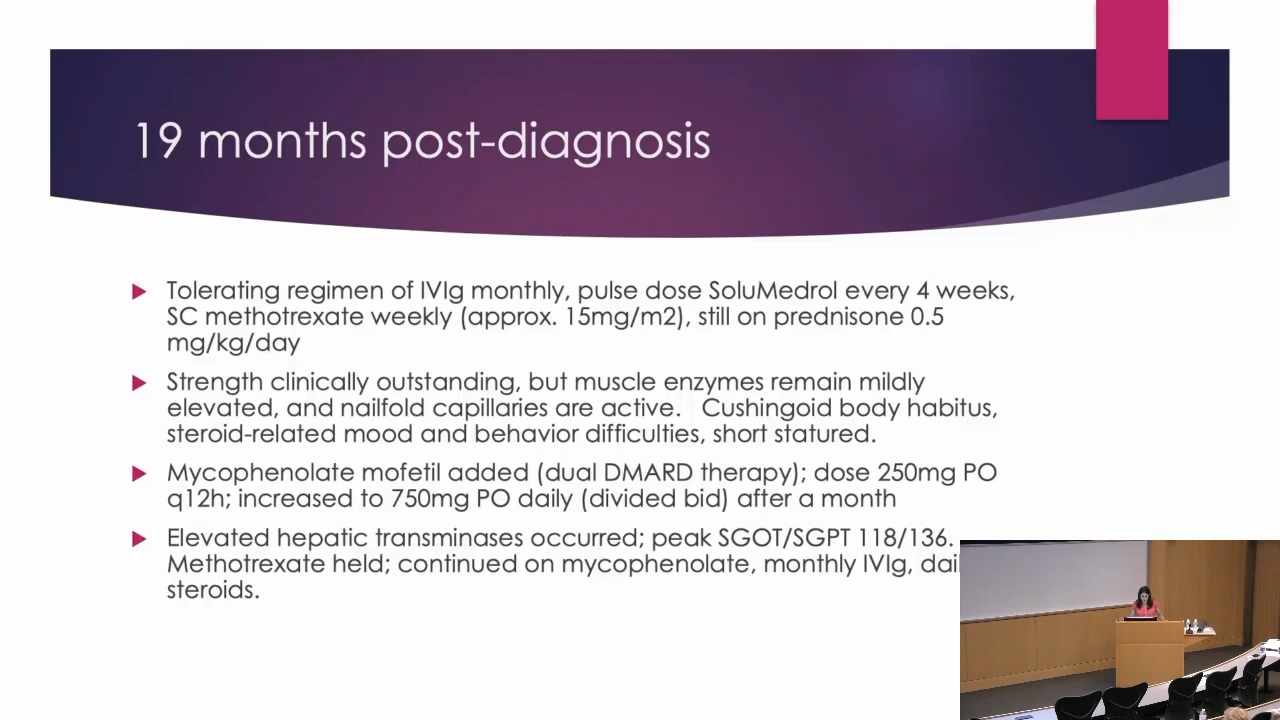 19 months post-diagnosis
Tolerating regimen of IVIg monthly, pulse dose SoluMedrol every 4 weeks,
SC methotrexate weekly (approx. 15mg/m2), still on prednisone 0.5
mg/kg/day
Strength clinically outstanding, but muscle enzymes remain mildly
elevated, and nailfold capillaries are active. Cushingoid body habitus,
steroid-related mood and behavior difficulties, short statured.
Mycophenolate mofetil added (dual DMARD therapy); dose 250mg PO
q12h; increased to 750mg PO daily (divided bid) after a month
Elevated hepatic transminases occurred; peak SGOT/SGPT 118/136.
Methotrexate held; continued on mycophenolate, monthly IVIg,
steroids.